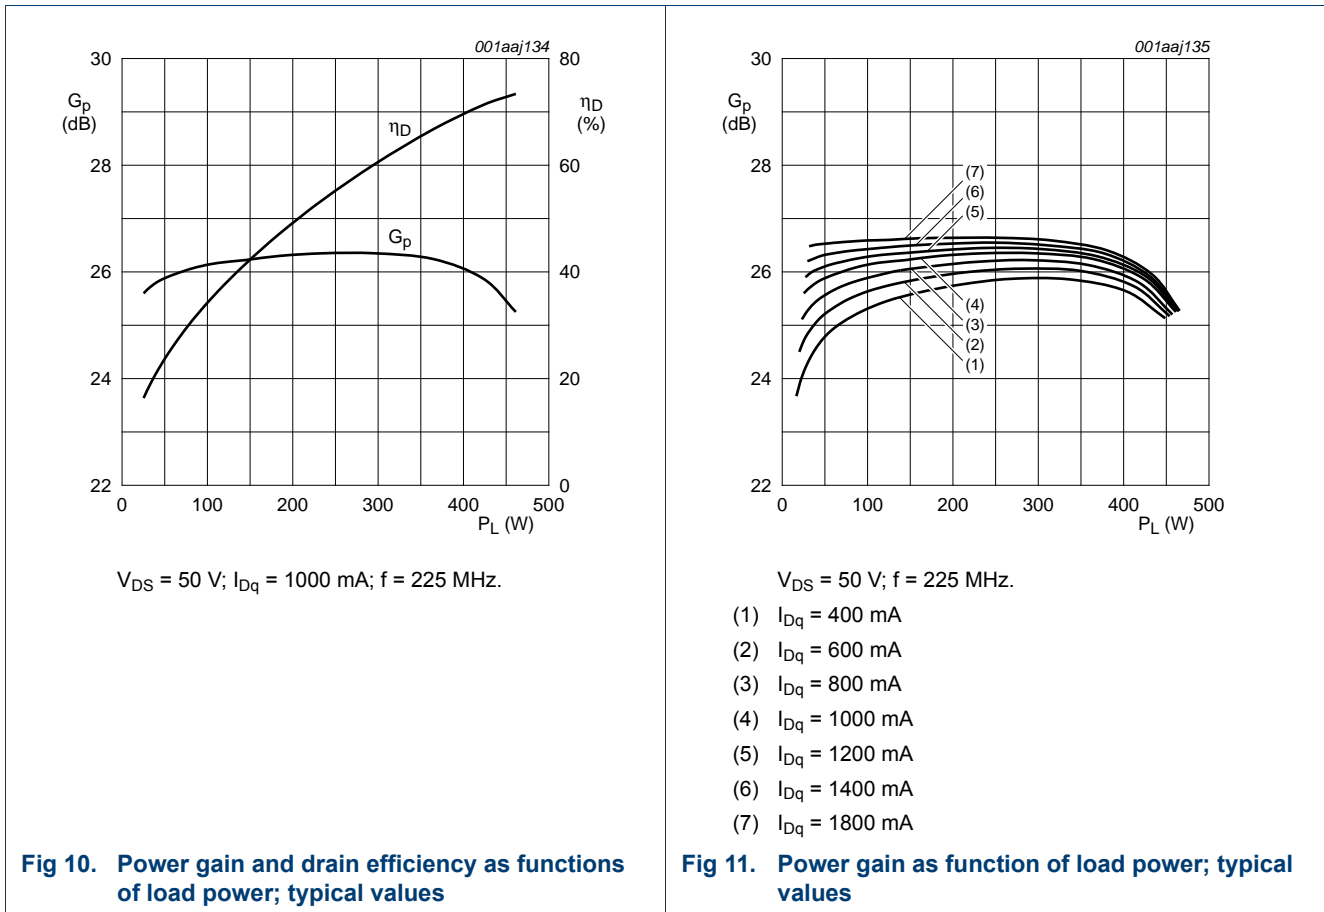 001aaj134
30
80
Gp
(dB)
ηD
(%)
ηD
28
60
Gp
26
40
24
20
22
0
0 100 200 300 400 500
PL (W)
VDS = 50 V; IDq = 1000 mA; f = 225 MHz.
Fig 10. Power gain and drain efficiency as functions
of load power; typical values
001aaj135
30
Gp
(dB)
28
(7)
(6)
(5)
26
(4)
(3)
(2)
(1)
24
22
0 100 200 300 400 500
PL (W)
VDS = 50 V; f = 225 MHz.
(1) IDq = 400 mA
(2) IDq = 600 mA
(3) IDq = 800 mA
(4) IDq = 1000 mA
(5) IDq = 1200 mA
(6) IDq = 1400 mA
(7) IDq = 1800 mA
Fig 11. Power gain as function of load power; typical
values